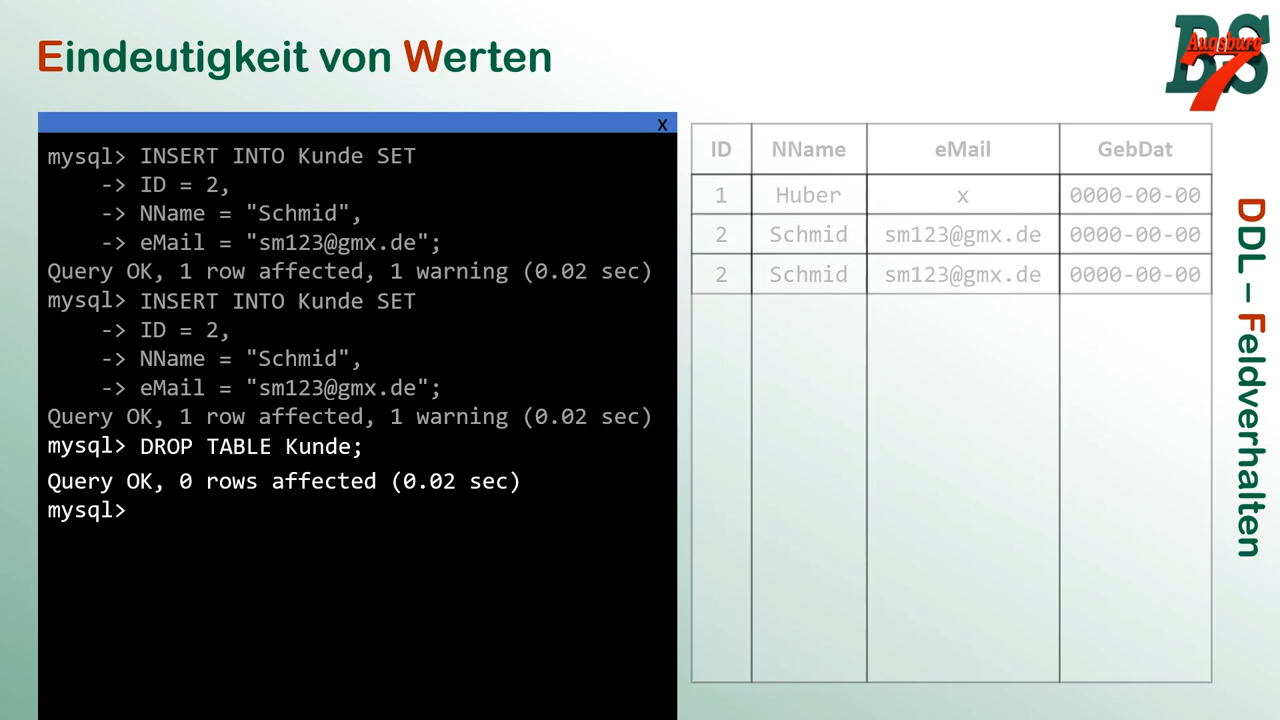 Eindeutigkeit von Werten
BS
Augsburg
7
x
mysql> INSERT INTO Kunde SET
-> ID = 2,
-> NName = "Schmid",
-> eMail = "sm123@gmx.de";
Query OK, 1 row affected, 1 warning (0.02 sec)
mysql> INSERT INTO Kunde SET
-> ID = 2,
-> NName = "Schmid",
-> eMail = "sm123@gmx.de";
Query OK, 1 row affected, 1 warning (0.02 sec)
mysql> DROP TABLE Kunde;
Query OK, 0 rows affected (0.02 sec)
mysql>
ID NName eMail GebDat
1 Huber x 0000-00-00
2 Schmid sm123@gmx.de 0000-00-00
2 Schmid sm123@gmx.de 0000-00-00
DDL – Feldverhalten